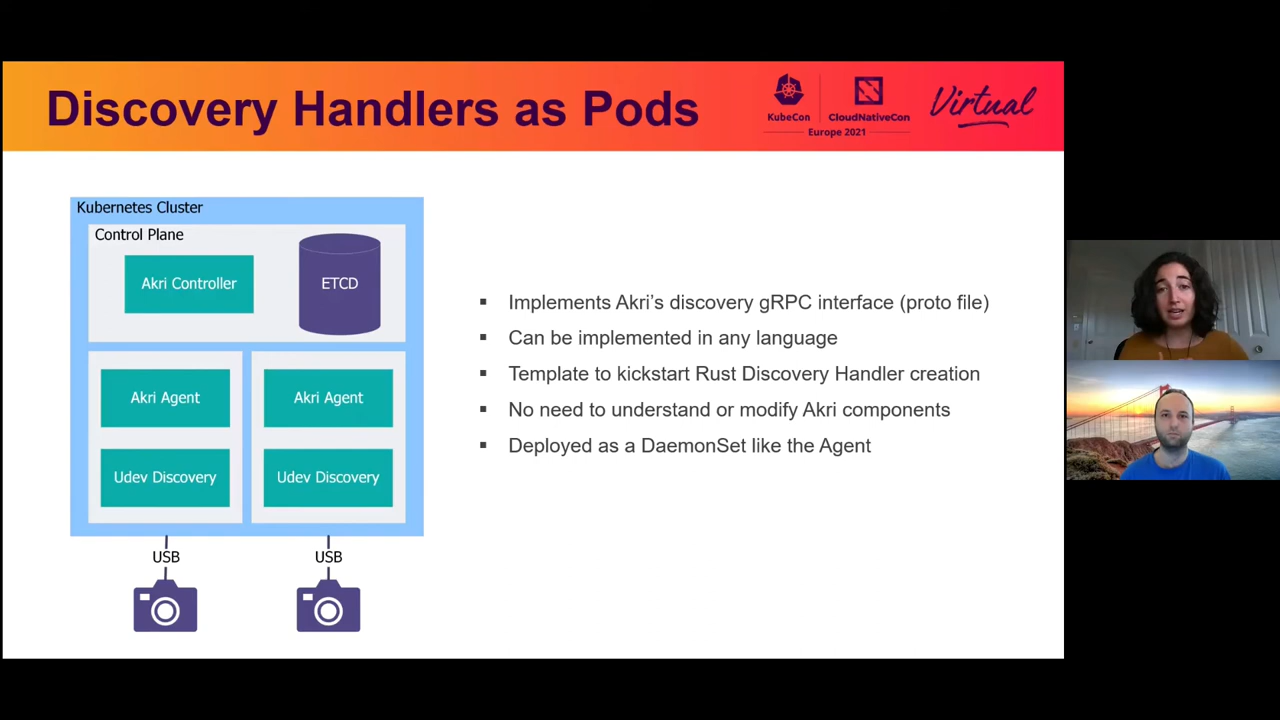 Discovery Handlers as Pods
KubeCon
CloudNativeCon
Europe 2021
Virtual
Kubernetes Cluster
Control Plane
Akri Controller
ETCD
Akri Agent
Akri Agent
Udev Discovery
Udev Discovery
USB
USB
▪ Implements Akri’s discovery gRPC interface (proto file)
▪ Can be implemented in any language
▪ Template to kickstart Rust Discovery Handler creation
▪ No need to understand or modify Akri components
▪ Deployed as a DaemonSet like the Agent